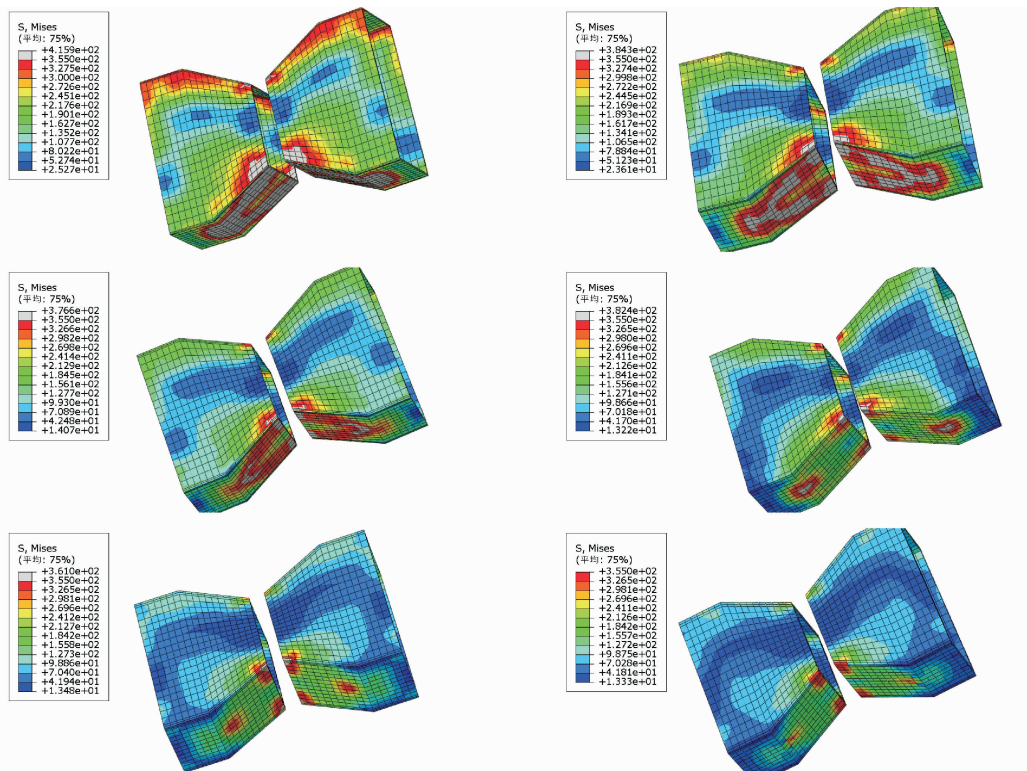 S, Mises
(平均: 75%)
+4.159e+02
+3.550e+02
+3.275e+02
+3.000e+02
+2.726e+02
+2.451e+02
+2.176e+02
+1.901e+02
+1.627e+02
+1.352e+02
+1.077e+02
+8.022e+01
+5.274e+01
+2.527e+01
S, Mises
(平均: 75%)
+3.843e+02
+3.550e+02
+3.274e+02
+2.998e+02
+2.722e+02
+2.445e+02
+2.169e+02
+1.893e+02
+1.617e+02
+1.341e+02
+1.065e+02
+7.884e+01
+5.123e+01
+2.361e+01
S, Mises
(平均: 75%)
+3.766e+02
+3.550e+02
+3.266e+02
+2.982e+02
+2.698e+02
+2.414e+02
+2.129e+02
+1.845e+02
+1.561e+02
+1.277e+02
+9.930e+01
+7.089e+01
+4.248e+01
+1.407e+01
S, Mises
(平均: 75%)
+3.824e+02
+3.550e+02
+3.265e+02
+2.980e+02
+2.696e+02
+2.411e+02
+2.126e+02
+1.841e+02
+1.556e+02
+1.271e+02
+9.866e+01
+7.018e+01
+4.170e+01
+1.322e+01
S, Mises
(平均: 75%)
+3.610e+02
+3.550e+02
+3.265e+02
+2.981e+02
+2.696e+02
+2.412e+02
+2.127e+02
+1.842e+02
+1.558e+02
+1.273e+02
+9.886e+01
+7.040e+01
+4.194e+01
+1.348e+01
S, Mises
(平均: 75%)
+3.550e+02
+3.265e+02
+2.981e+02
+2.696e+02
+2.411e+02
+2.126e+02
+1.842e+02
+1.557e+02
+1.272e+02
+9.875e+01
+7.028e+01
+4.181e+01
+1.333e+01